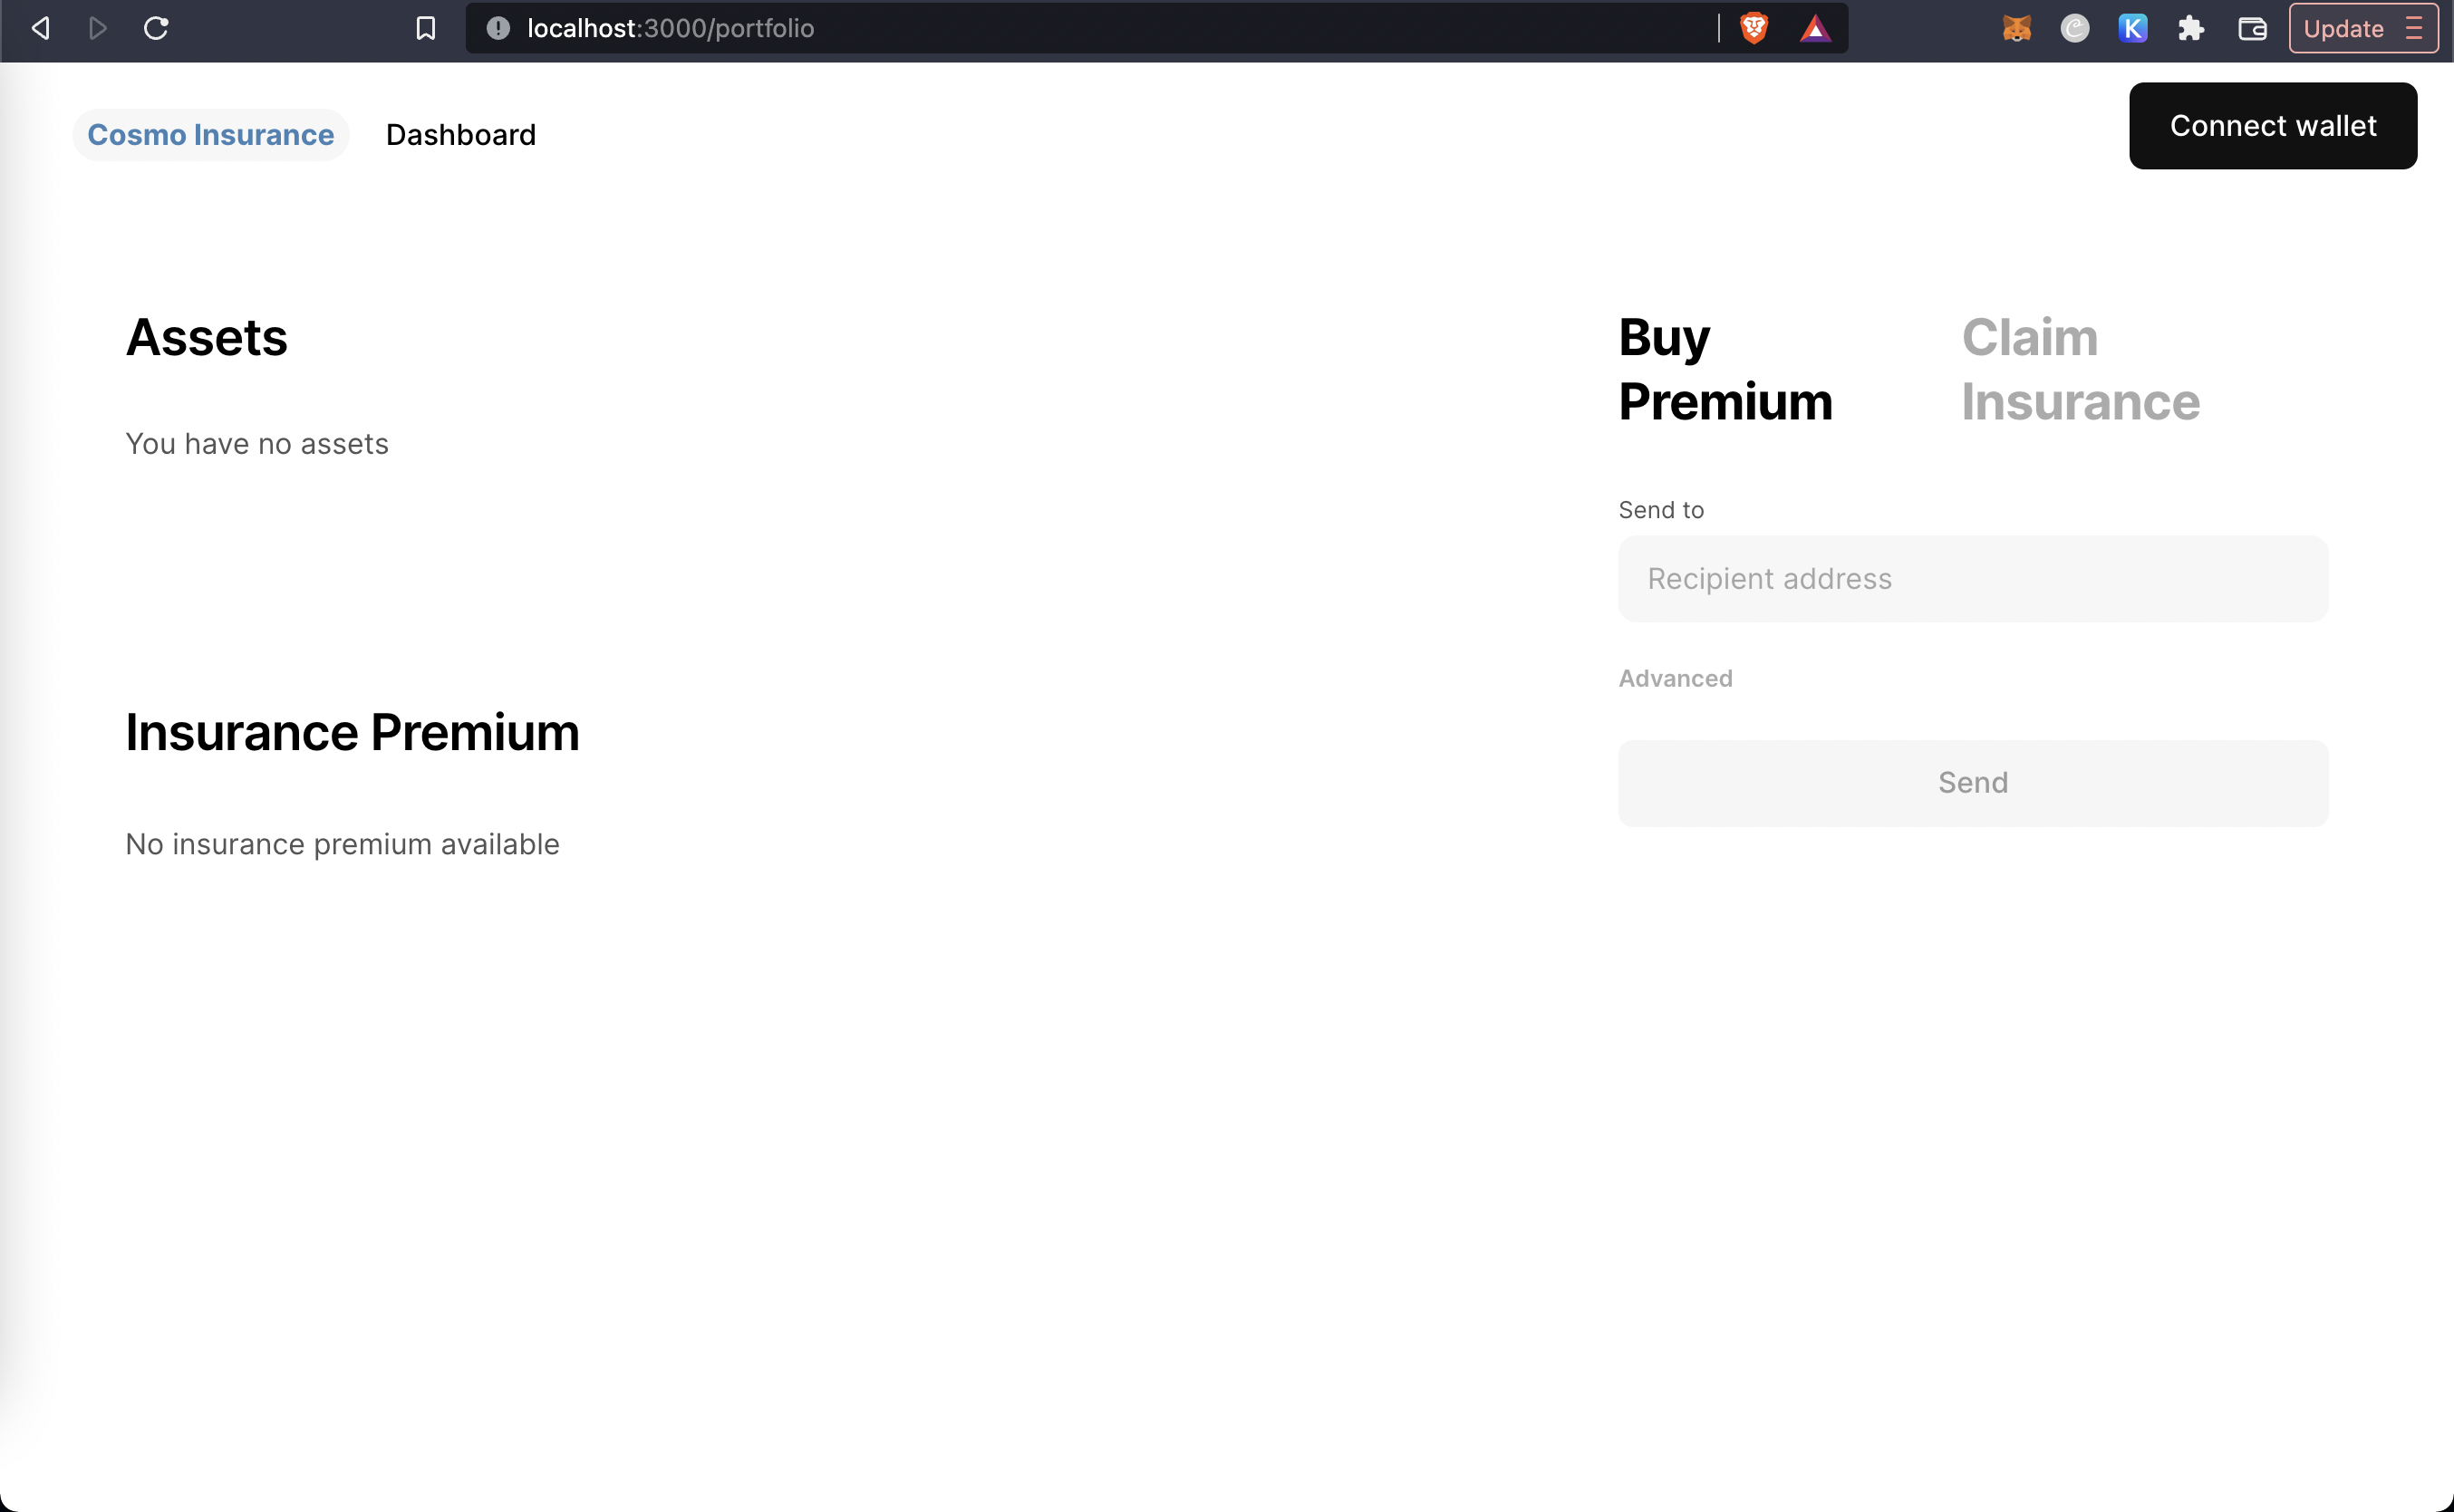 localhost:3000/portfolio
Update
Cosmo Insurance
Dashboard
Connect wallet
Assets
You have no assets
Insurance Premium
No insurance premium available
Buy
Premium
Claim
Insurance
Send to
Recipient address
Advanced
Send